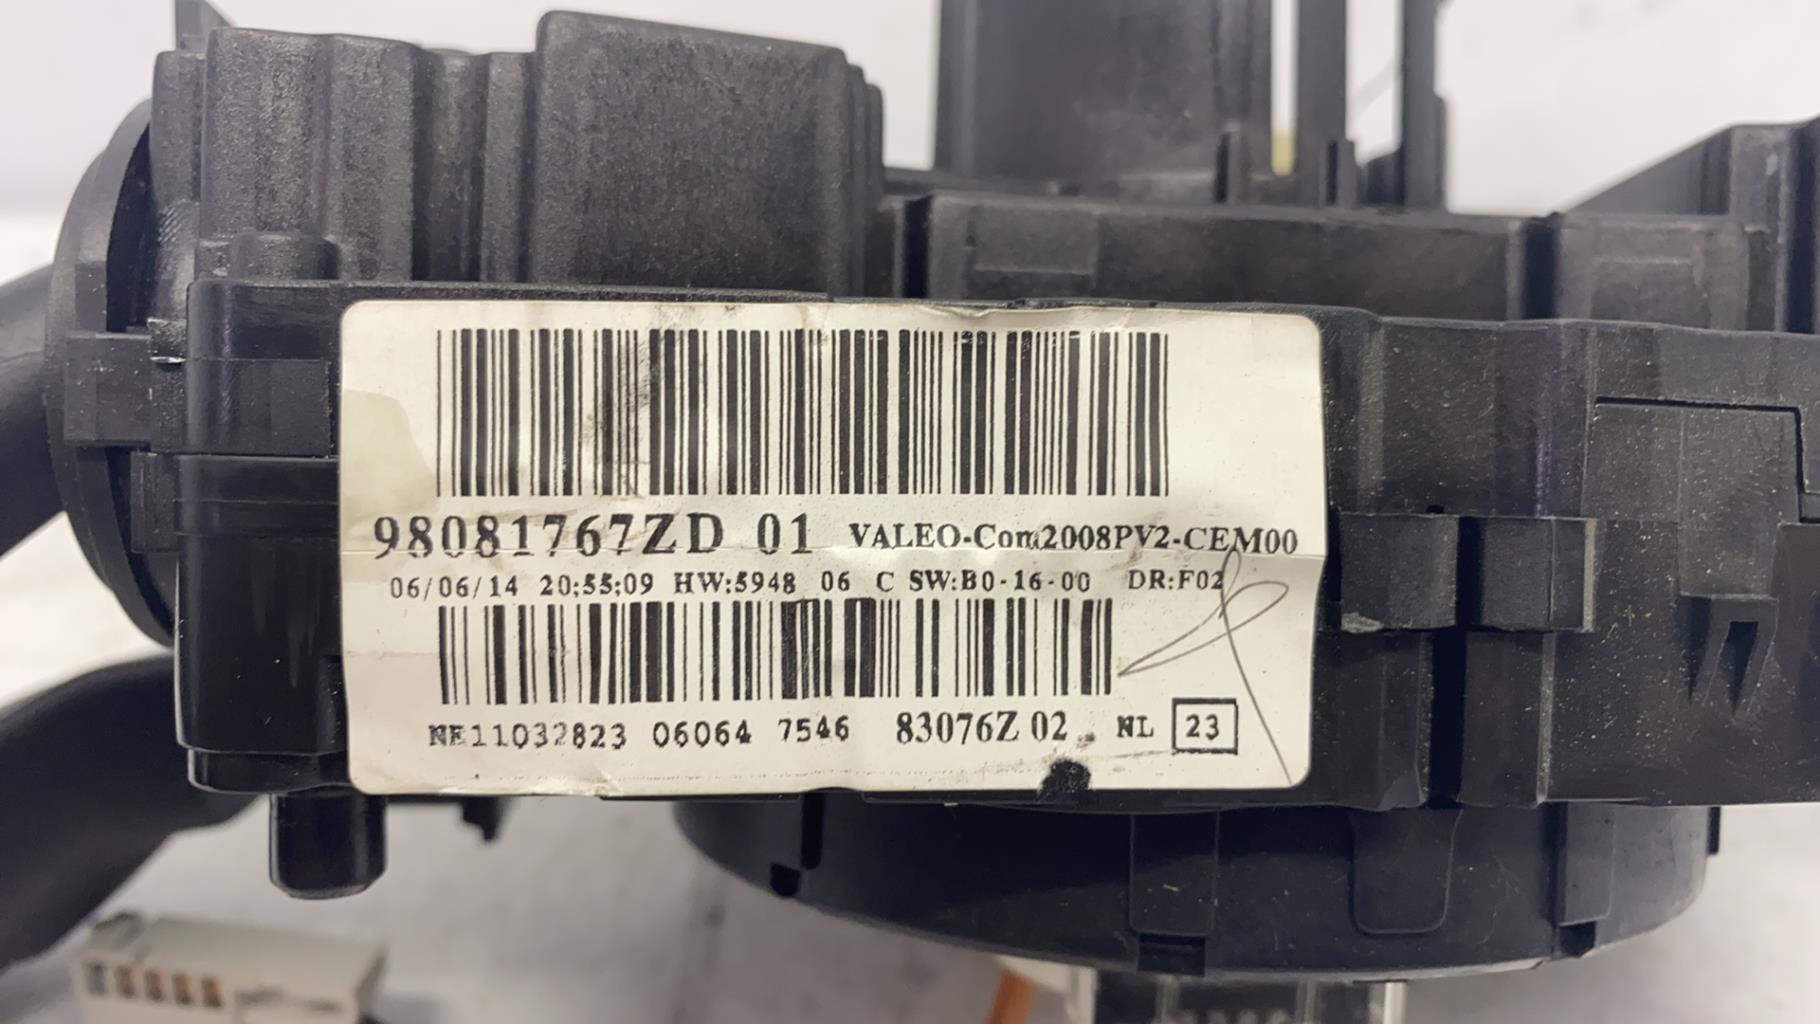 98081767ZD 01 VALEO-Com2008PV2-CEM00
06/06/14 20:55:09 HW:5948 06 C SW:B0-16-00 DR:F02
NE11032823 06064 7546 83076Z 02 NL 23